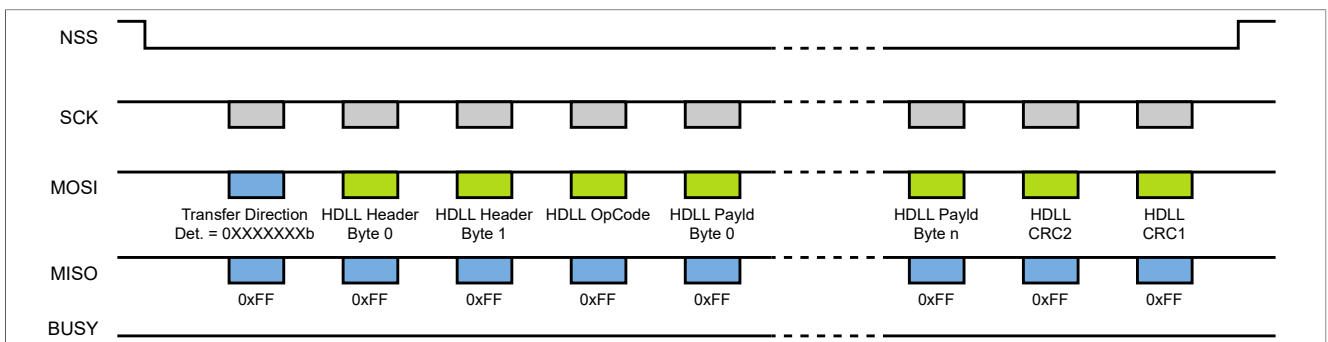 NSS
SCK
MOSI
Transfer Direction HDLL Header HDLL Header HDLL OpCode HDLL Payld HDLL Payld HDLL HDLL
Det. = 0XXXXXXXb Byte 0 Byte 1 Byte 0 Byte n CRC2 CRC1
MISO
0xFF 0xFF 0xFF 0xFF 0xFF 0xFF 0xFF 0xFF
BUSY